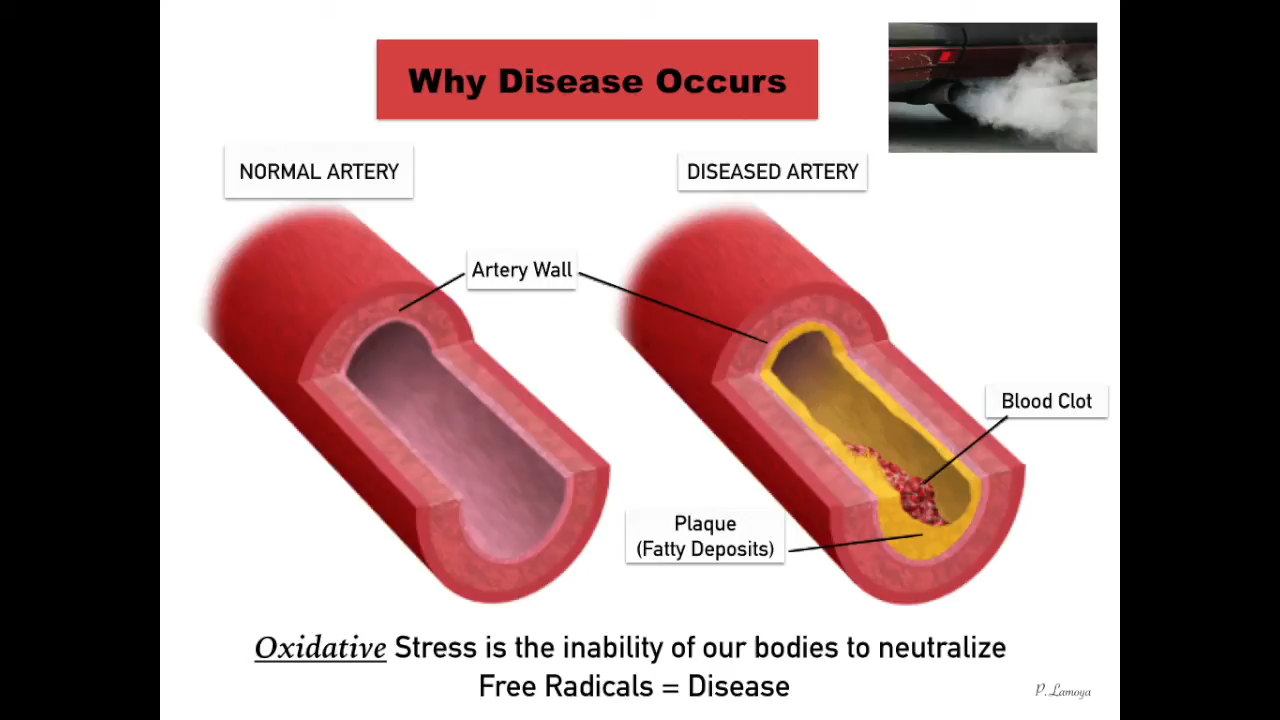 Why Disease Occurs
NORMAL ARTERY
DISEASED ARTERY
Artery Wall
Blood Clot
Plaque
(Fatty Deposits)
Oxidative Stress is the inability of our bodies to neutralize
Free Radicals = Disease
P. Lamoya